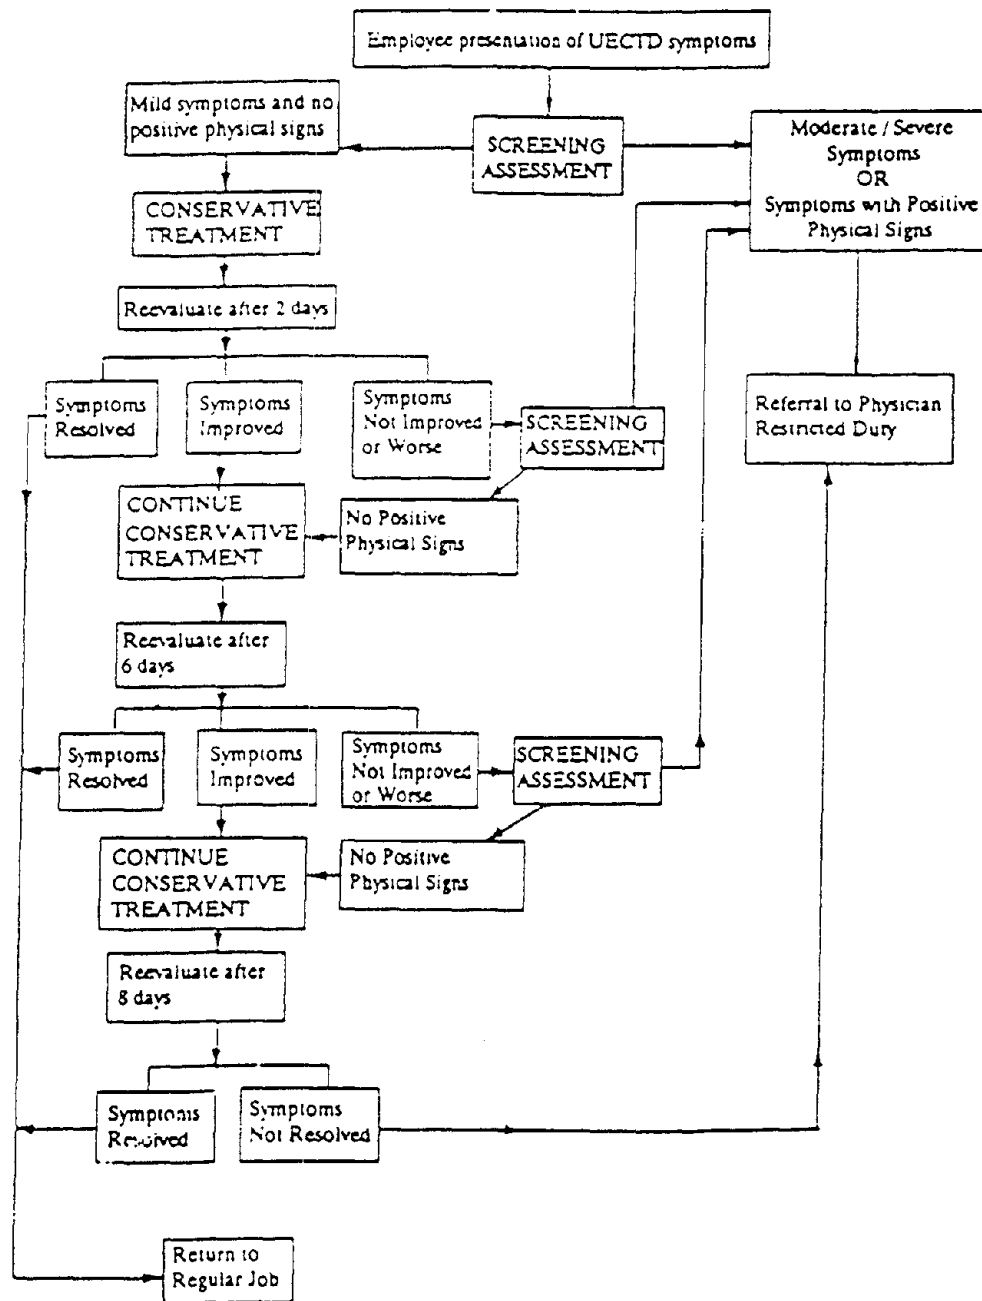 Employee presentation of UECTD symptoms
Mild symptoms and no
positive physical signs
SCREENING
ASSESSMENT
Moderate / Severe
Symptoms
OR
Symptoms with Positive
Physical Signs
CONSERVATIVE
TREATMENT
Reevaluate after 2 days
Symptoms
Resolved
Symptoms
Improved
Symptoms
Not Improved
or Worse
SCREENING
ASSESSMENT
Referral to Physician
Restricted Duty
CONTINUE
CONSERVATIVE
TREATMENT
No Positive
Physical Signs
Reevaluate after
6 days
Symptoms
Resolved
Symptoms
Improved
Symptoms
Not Improved
or Worse
SCREENING
ASSESSMENT
CONTINUE
CONSERVATIVE
TREATMENT
No Positive
Physical Signs
Reevaluate after
8 days
Symptoms
Resolved
Symptoms
Not Resolved
Return to
Regular Job